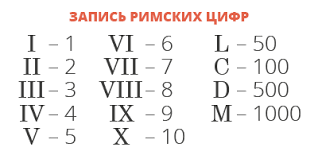 ЗАПИСЬ РИМСКИХ ЦИФР
I – 1 VI – 6 L – 50
II – 2 VII – 7 C – 100
III – 3 VIII – 8 D – 500
IV – 4 IX – 9 M – 1000
V – 5 X – 10